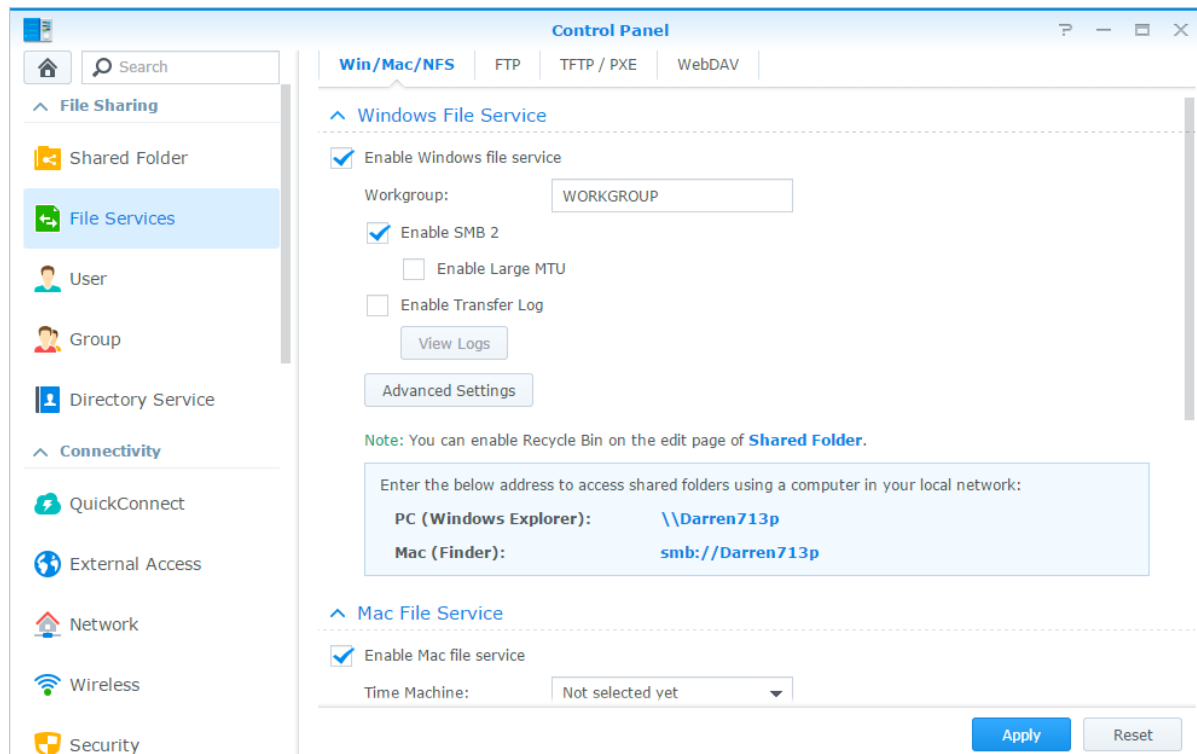 Control Panel
Search
File Sharing
Shared Folder
File Services
User
Group
Directory Service
Connectivity
QuickConnect
External Access
Network
Wireless
Security
Win/Mac/NFS FTP TFTP / PXE WebDAV
Windows File Service
Enable Windows file service
Workgroup: WORKGROUP
Enable SMB 2
Enable Large MTU
Enable Transfer Log
View Logs
Advanced Settings
Note: You can enable Recycle Bin on the edit page of Shared Folder.
Enter the below address to access shared folders using a computer in your local network:
PC (Windows Explorer): \\Darren713p
Mac (Finder): smb://Darren713p
Mac File Service
Enable Mac file service
Time Machine: Not selected yet
Apply Reset